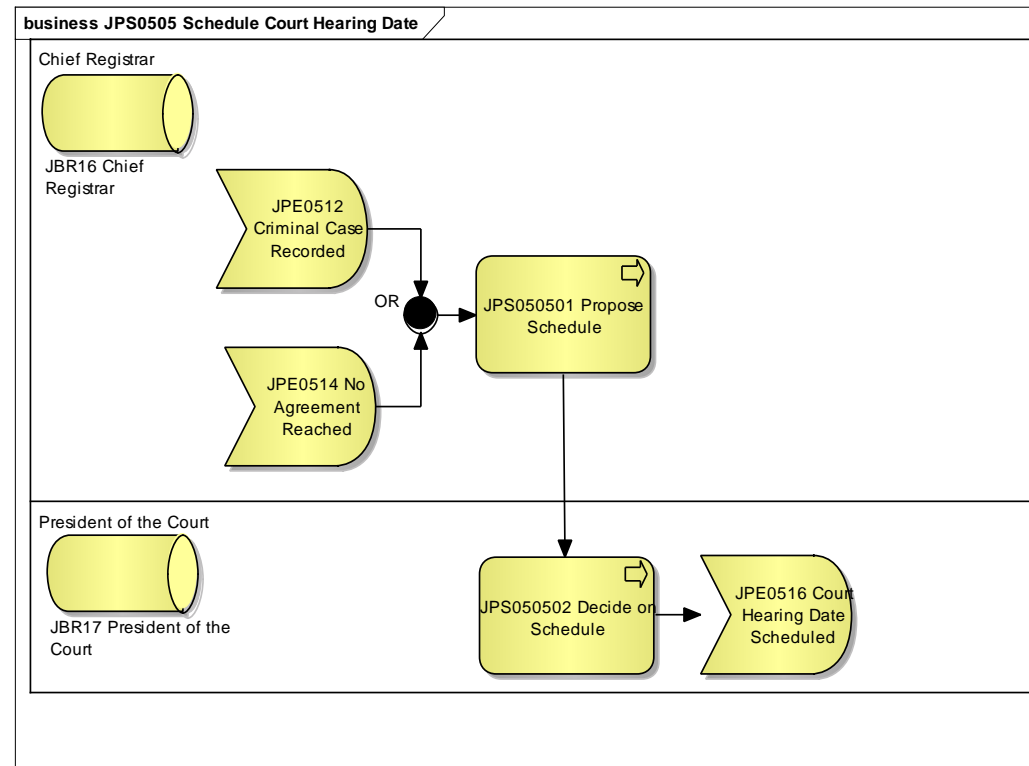 business JPS0505 Schedule Court Hearing Date
Chief Registrar
JBR16 Chief
Registrar
JPE0512
Criminal Case
Recorded
OR
JPS050501 Propose
Schedule
JPE0514 No
Agreement
Reached
President of the Court
JBR17 President of the
Court
JPS050502 Decide on
Schedule
JPE0516 Court
Hearing Date
Scheduled